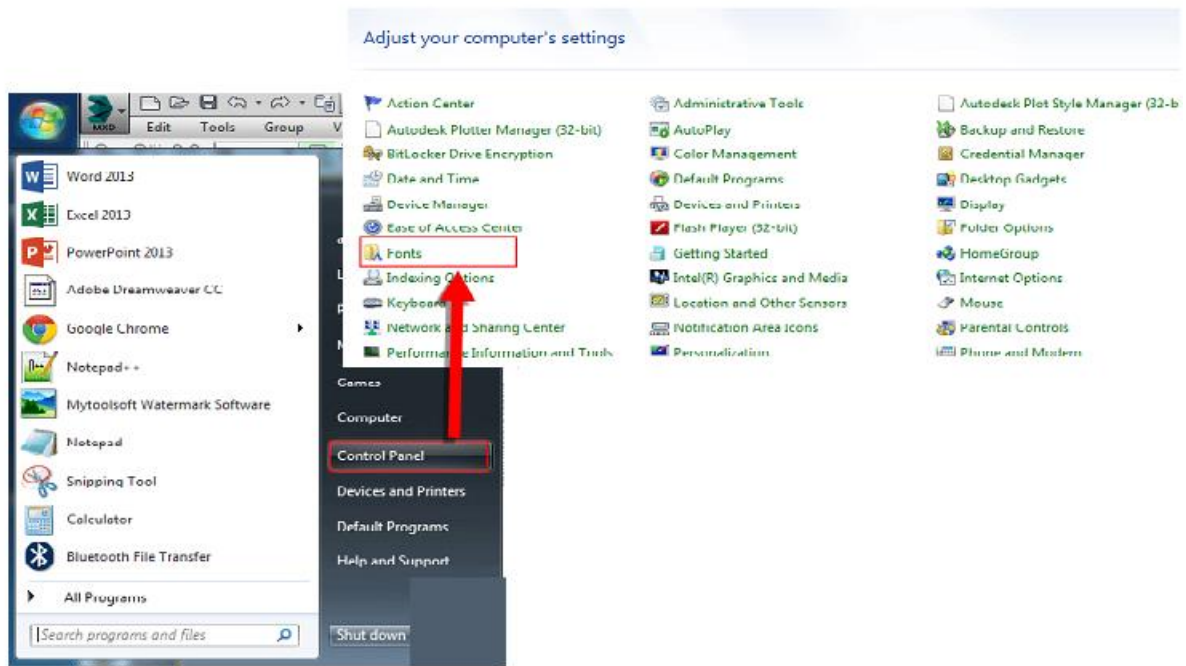 Adjust your computer's settings
Action Center
Administrative Tools
Autodesk Plot Style Manager (32-b
Autodesk Plotter Manager (32-bit)
AutoPlay
Backup and Restore
BitLocker Drive Encryption
Color Management
Credential Manager
Date and Time
Default Programs
Desktop Gadgets
Device Manager
Devices and Printers
Display
Ease of Access Center
Flash Player (32-bit)
Folder Options
Fonts
Getting Started
HomeGroup
Indexing Options
Intel(R) Graphics and Media
Internet Options
Keyboard
Location and Other Sensors
Mouse
Network and Sharing Center
Notification Area Icons
Parental Controls
Performance Information and Tools
Personalization
Phone and Modem
MXD Edit Tools Group V
Word 2013
Excel 2013
PowerPoint 2013
Adobe Dreamweaver CC
Google Chrome
Notepad++
Mytoolsoft Watermark Software
Notepad
Snipping Tool
Calculator
Bluetooth File Transfer
All Programs
Search programs and files
Games
Computer
Control Panel
Devices and Printers
Default Programs
Help and Support
Shut down